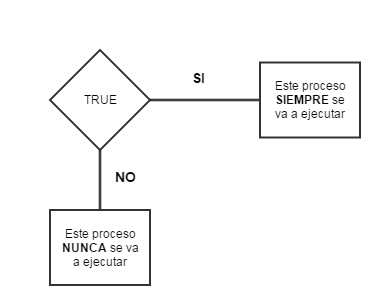 SI
TRUE
Este proceso
SIEMPRE se
va a ejecutar
NO
Este proceso
NUNCA se va
a ejecutar